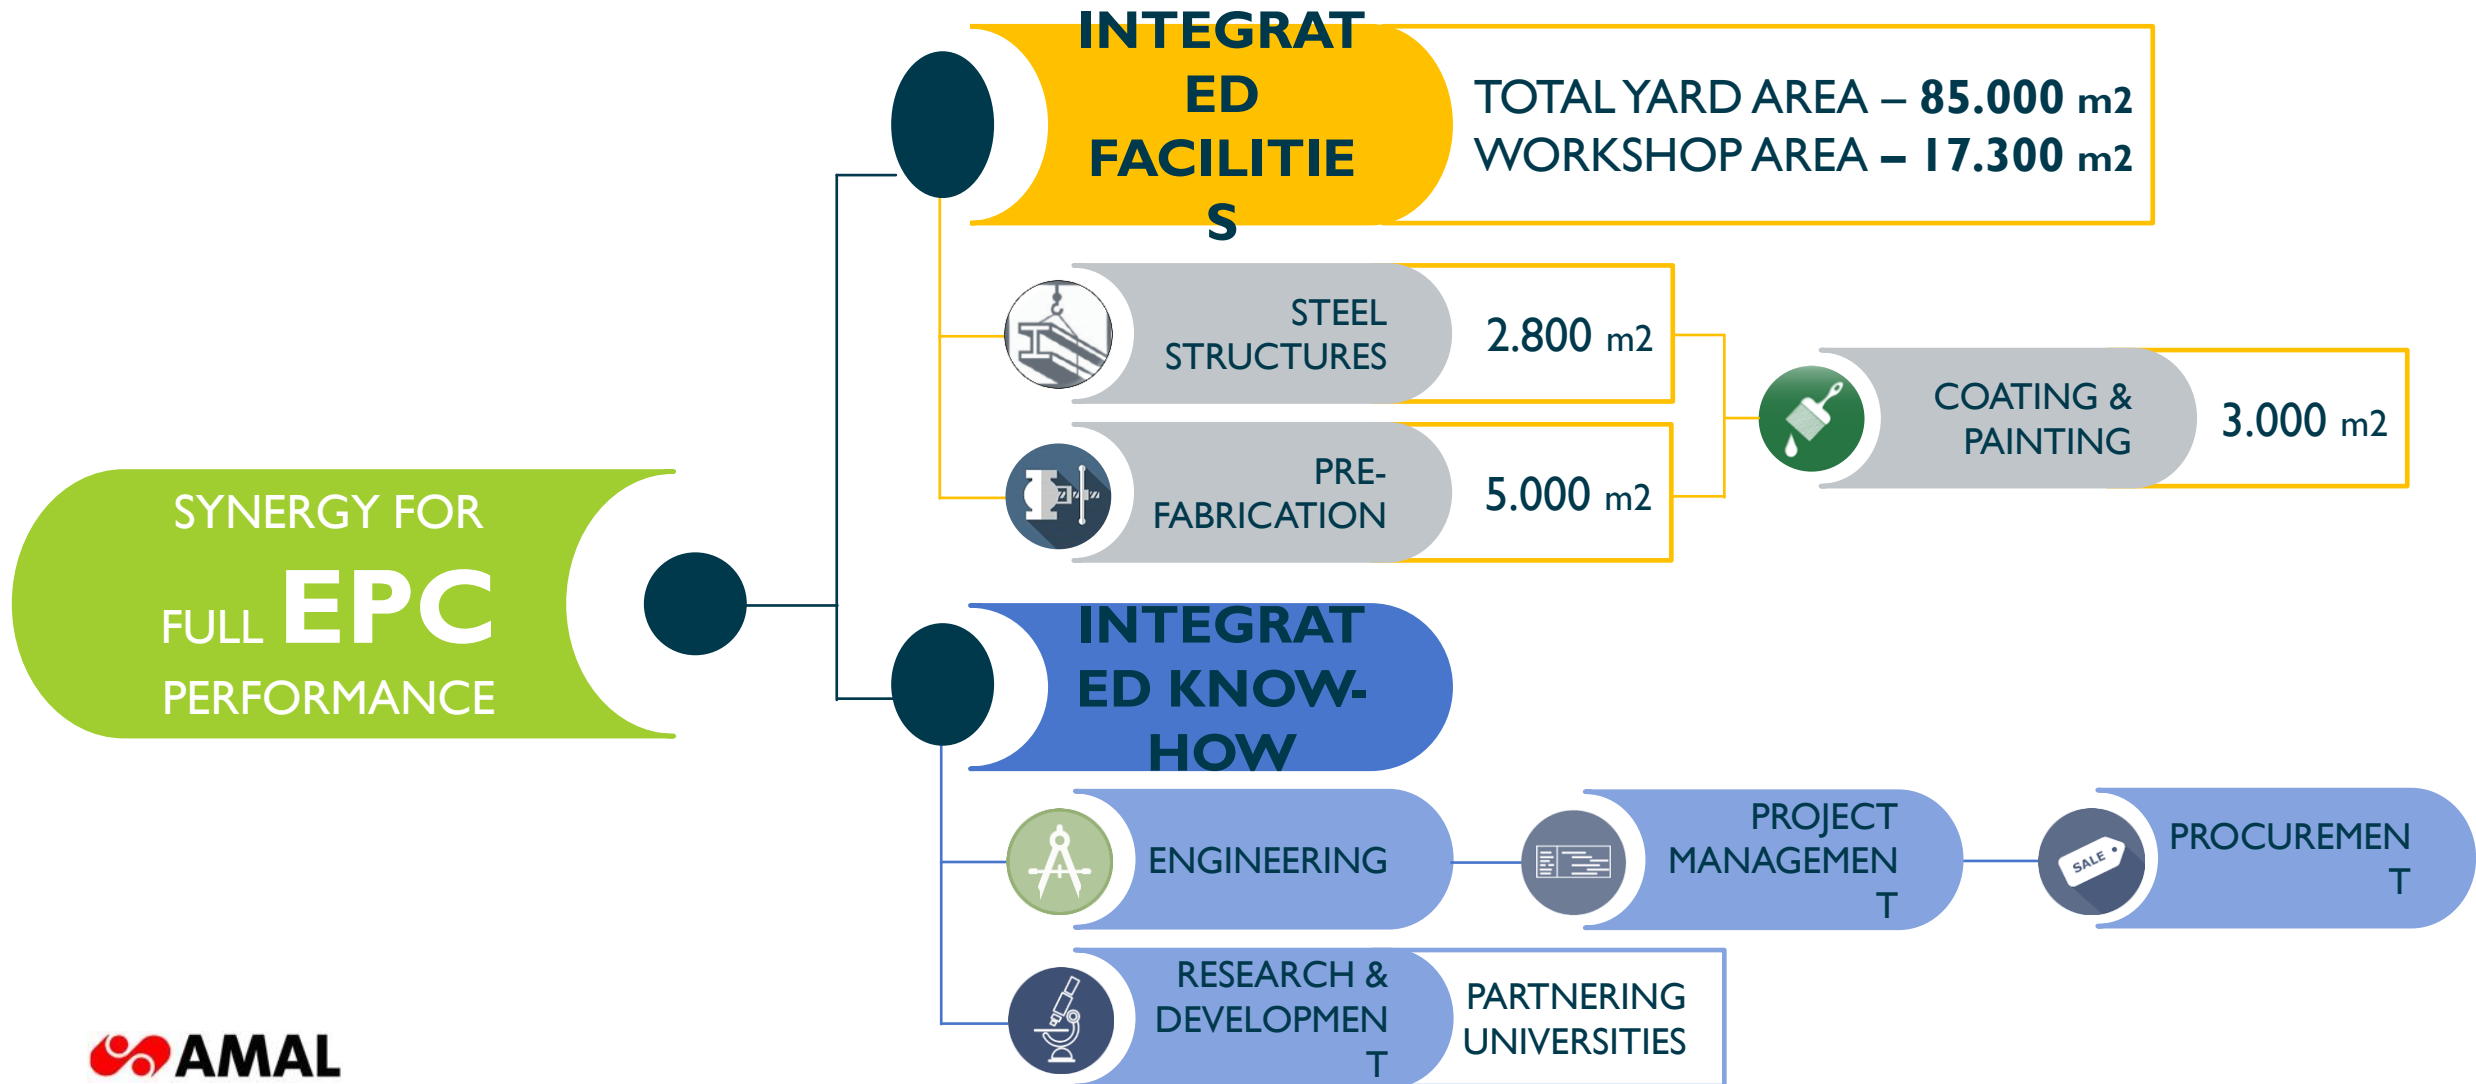 INTEGRAT
ED
FACILITIE
S
TOTAL YARD AREA – 85.000 m2
WORKSHOP AREA – 17.300 m2
STEEL
STRUCTURES
2.800 m2
PRE-
FABRICATION
5.000 m2
COATING &
PAINTING
3.000 m2
SYNERGY FOR
FULL EPC
PERFORMANCE
INTEGRAT
ED KNOW-
HOW
ENGINEERING
PROJECT
MANAGEMEN
T
SALE
PROCUREMEN
T
RESEARCH &
DEVELOPMEN
T
PARTNERING
UNIVERSITIES
AMAL